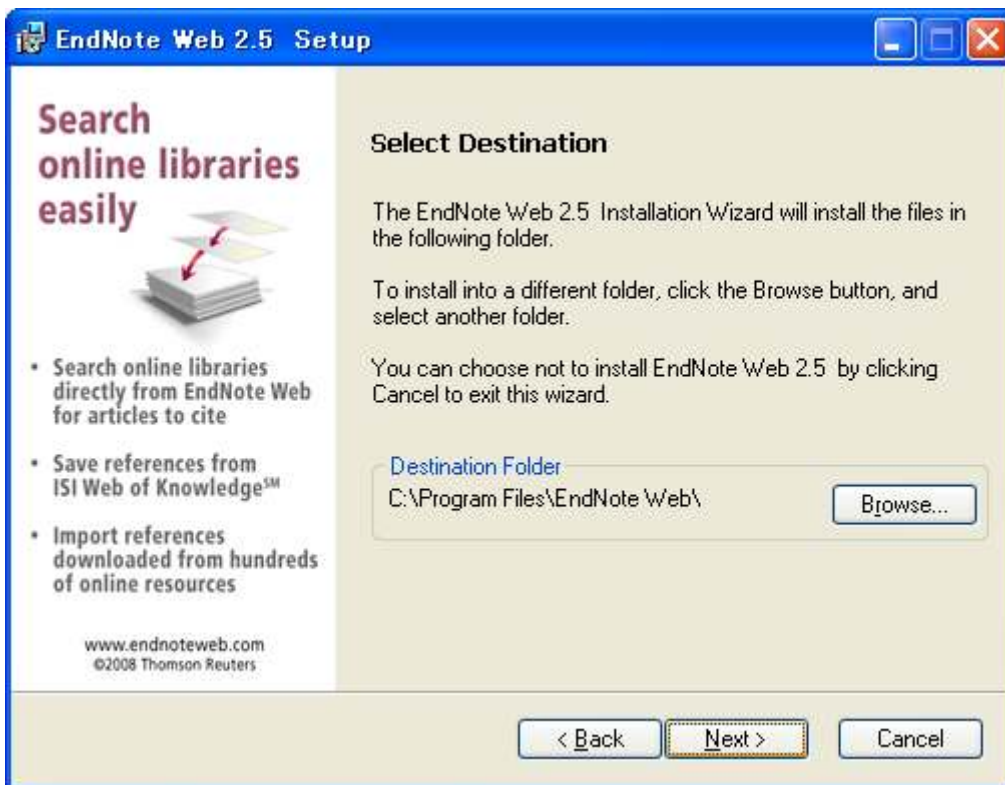 EndNote Web 2.5 Setup
Search
online libraries
easily
• Search online libraries
directly from EndNote Web
for articles to cite
• Save references from
ISI Web of Knowledge℠
• Import references
downloaded from hundreds
of online resources
www.endnoteweb.com
©2008 Thomson Reuters
Select Destination
The EndNote Web 2.5 Installation Wizard will install the files in
the following folder.
To install into a different folder, click the Browse button, and
select another folder.
You can choose not to install EndNote Web 2.5 by clicking
Cancel to exit this wizard.
Destination Folder
C:\Program Files\EndNote Web\
Browse...
< Back
Next >
Cancel